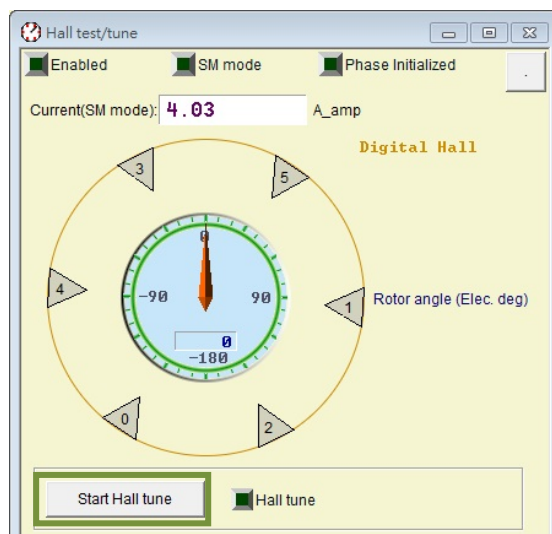 Hall test/tune
Enabled SM mode Phase Initialized .
Current(SM mode): 4.03 A_amp
Digital Hall
3 5
0
4 -90 90 1 Rotor angle (Elec. deg)
0
-180
0 2
Start Hall tune Hall tune